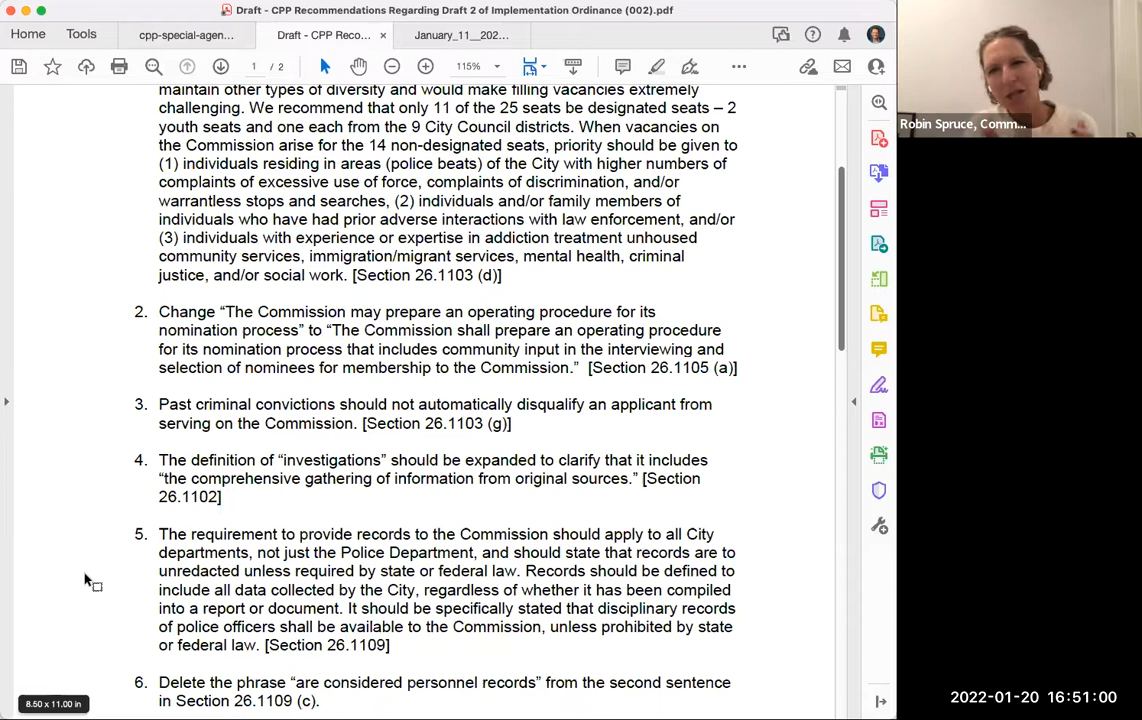 Draft - CPP Recommendations Regarding Draft 2 of Implementation Ordinance (002).pdf
Home Tools cpp-special-agen... Draft - CPP Reco... × January_11__202...
1 / 2 115%
maintain other types of diversity and would make filling vacancies extremely
challenging. We recommend that only 11 of the 25 seats be designated seats – 2
youth seats and one each from the 9 City Council districts. When vacancies on
the Commission arise for the 14 non-designated seats, priority should be given to
(1) individuals residing in areas (police beats) of the City with higher numbers of
complaints of excessive use of force, complaints of discrimination, and/or
warrantless stops and searches, (2) individuals and/or family members of
individuals who have had prior adverse interactions with law enforcement, and/or
(3) individuals with experience or expertise in addiction treatment unhoused
community services, immigration/migrant services, mental health, criminal
justice, and/or social work. [Section 26.1103 (d)]
2. Change “The Commission may prepare an operating procedure for its
nomination process” to “The Commission shall prepare an operating procedure
for its nomination process that includes community input in the interviewing and
selection of nominees for membership to the Commission.” [Section 26.1105 (a)]
3. Past criminal convictions should not automatically disqualify an applicant from
serving on the Commission. [Section 26.1103 (g)]
4. The definition of “investigations” should be expanded to clarify that it includes
“the comprehensive gathering of information from original sources.” [Section
26.1102]
5. The requirement to provide records to the Commission should apply to all City
departments, not just the Police Department, and should state that records are to
unredacted unless required by state or federal law. Records should be defined to
include all data collected by the City, regardless of whether it has been compiled
into a report or document. It should be specifically stated that disciplinary records
of police officers shall be available to the Commission, unless prohibited by state
or federal law. [Section 26.1109]
6. Delete the phrase “are considered personnel records” from the second sentence
in Section 26.1109 (c).
8.50 x 11.00 in
Robin Spruce, Comm...
2022-01-20 16:51:00